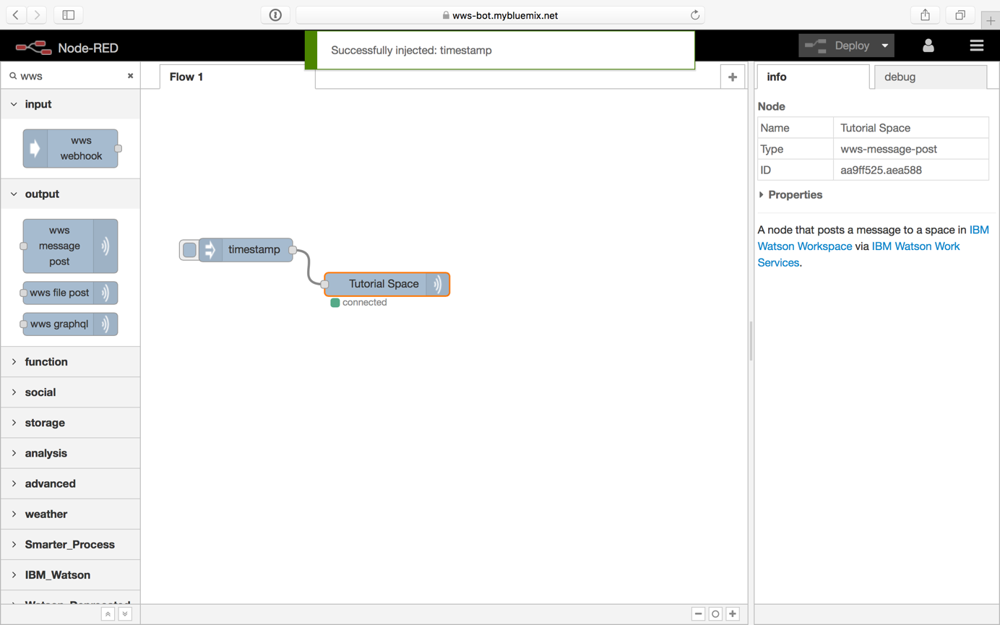 wws-bot.mybluemix.net
Node-RED
Successfully injected: timestamp
Deploy
wws
Flow 1
info
debug
input
wws
webhook
output
wws
message
post
wws file post
wws graphql
function
social
storage
analysis
advanced
weather
Smarter_Process
IBM_Watson
Watson_Deprecated
timestamp
Tutorial Space
connected
Node
Name Tutorial Space
Type wws-message-post
ID aa9ff525.aea588
Properties
A node that posts a message to a space in IBM
Watson Workspace via IBM Watson Work
Services.